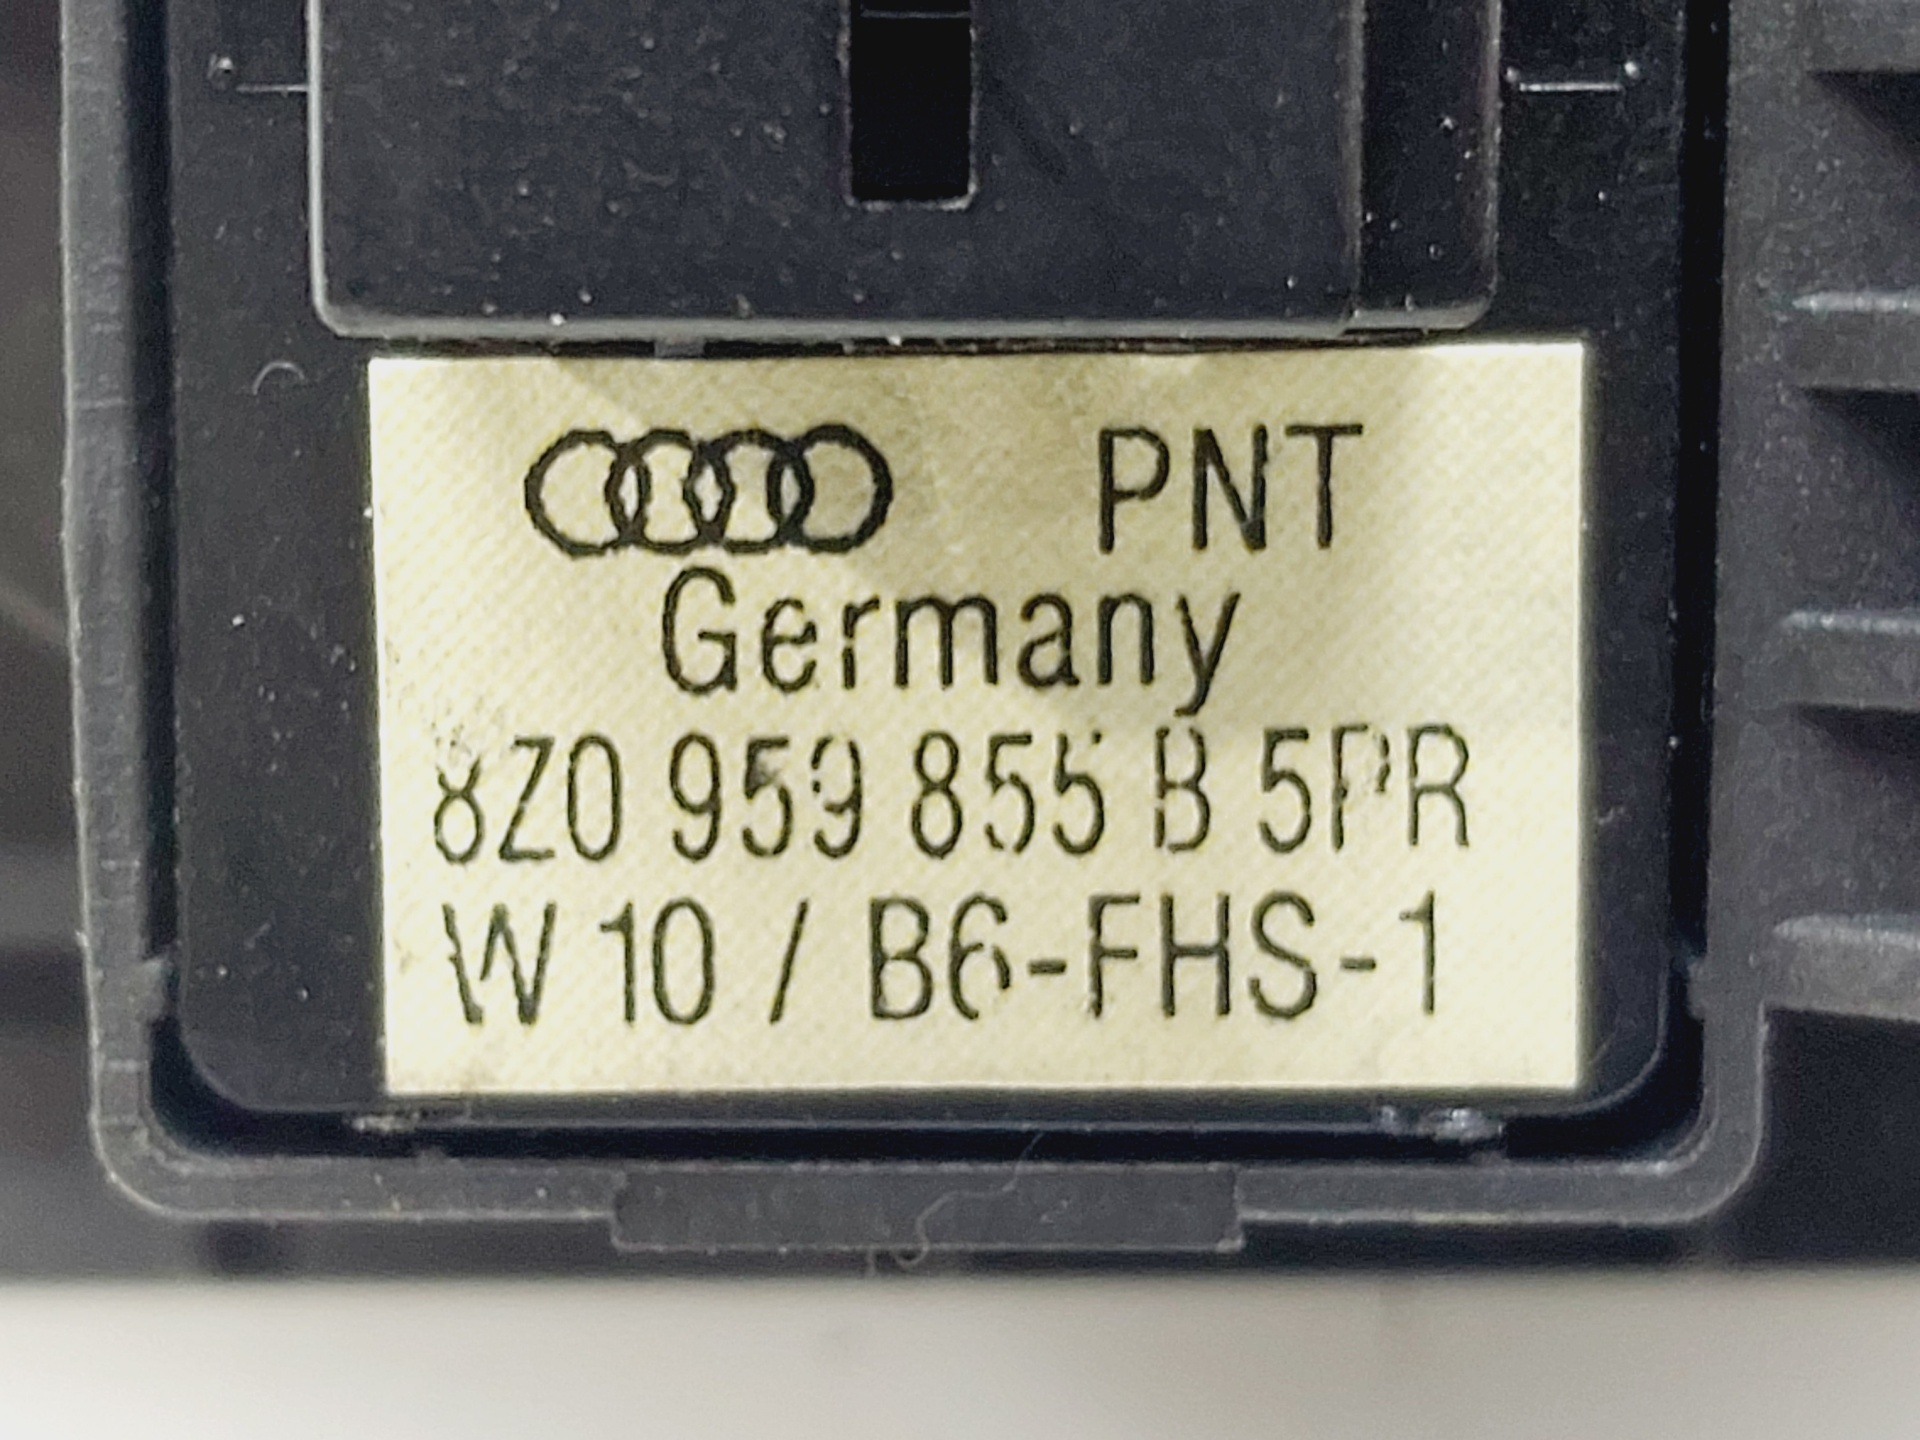 PNT
Germany
8Z0 959 855 B 5PR
W 10 / B6-FHS-1